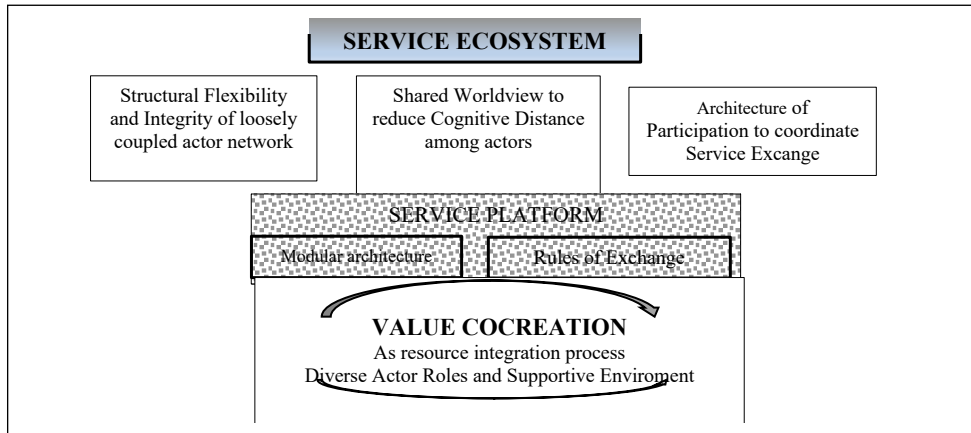 SERVICE ECOSYSTEM
Structural Flexibility
and Integrity of loosely
coupled actor network
Shared Worldview to
reduce Cognitive Distance
among actors
Architecture of
Participation to coordinate
Service Excange
SERVICE PLATFORM
Modular architecture
Rules of Exchange
VALUE COCREATION
As resource integration process
Diverse Actor Roles and Supportive Enviroment